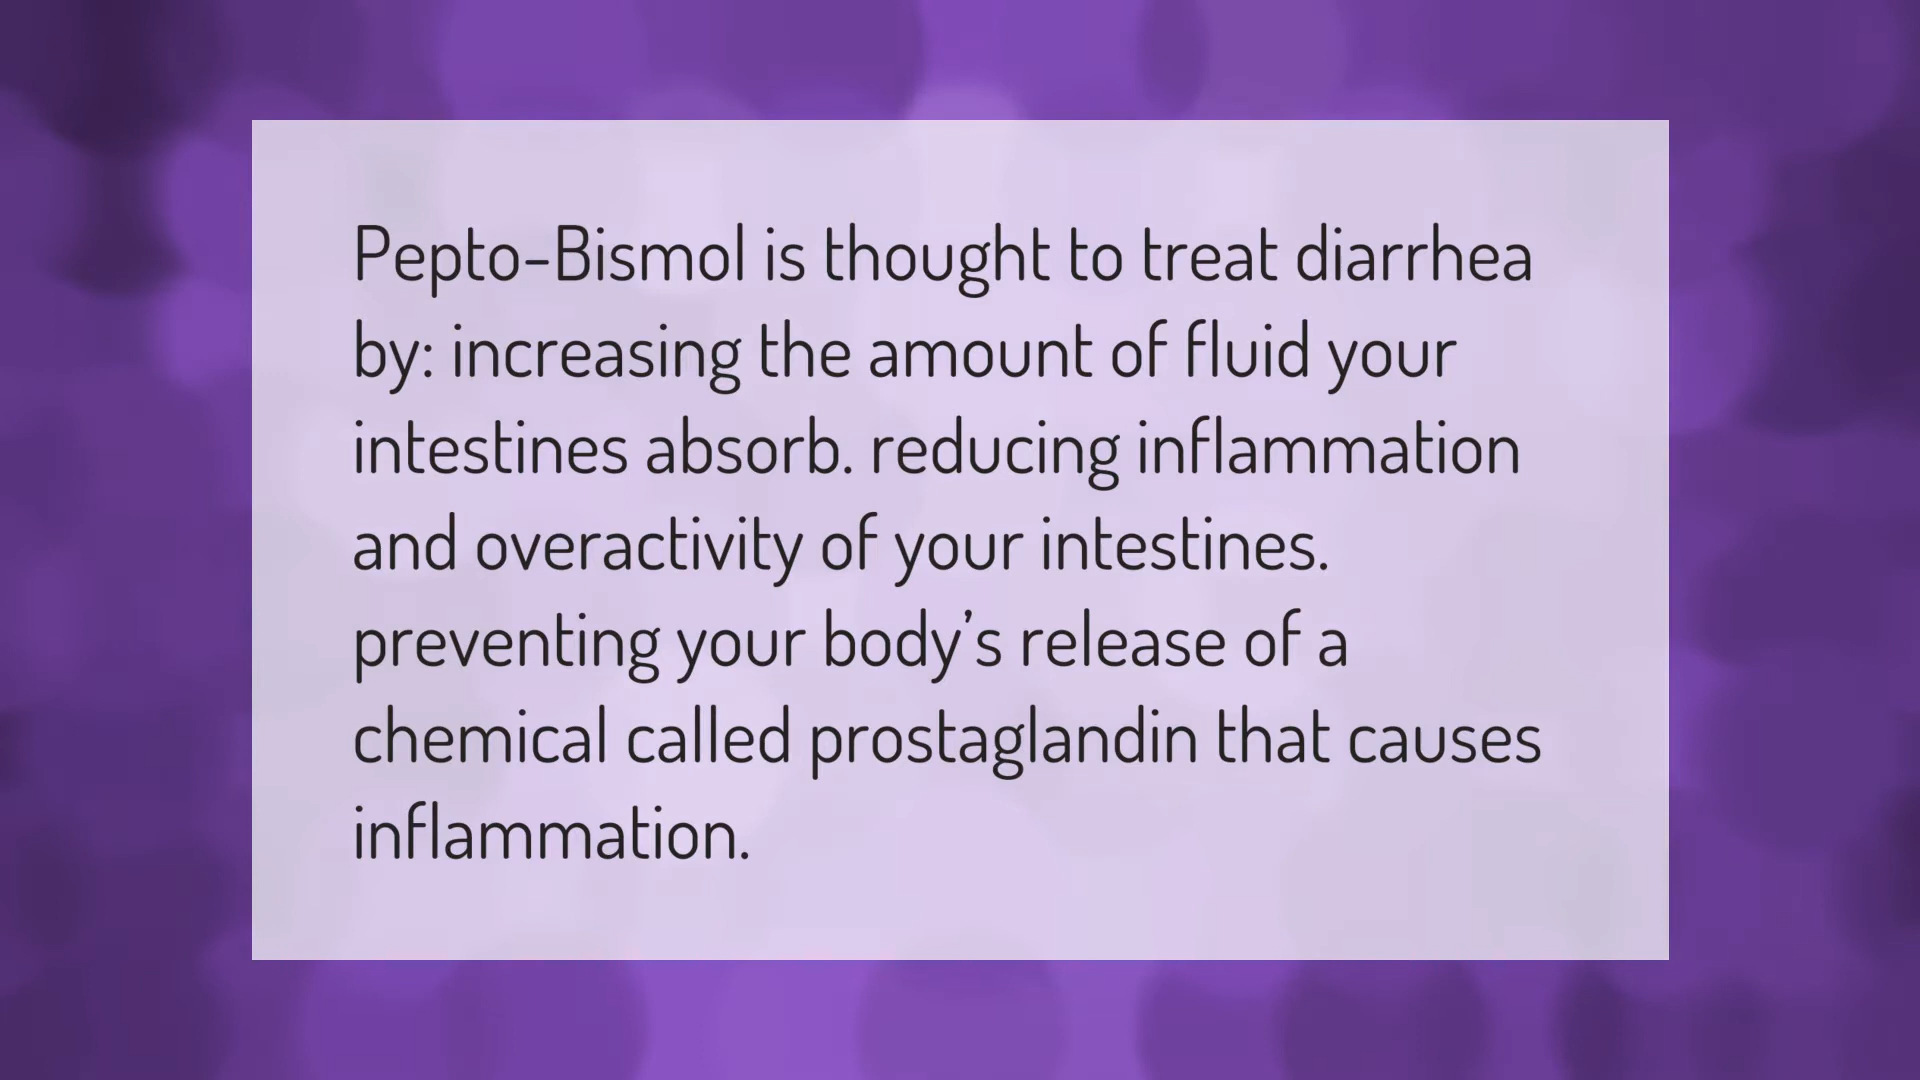 Pepto-Bismol is thought to treat diarrhea
by: increasing the amount of fluid your
intestines absorb. reducing inflammation
and overactivity of your intestines.
preventing your body’s release of a
chemical called prostaglandin that causes
inflammation.